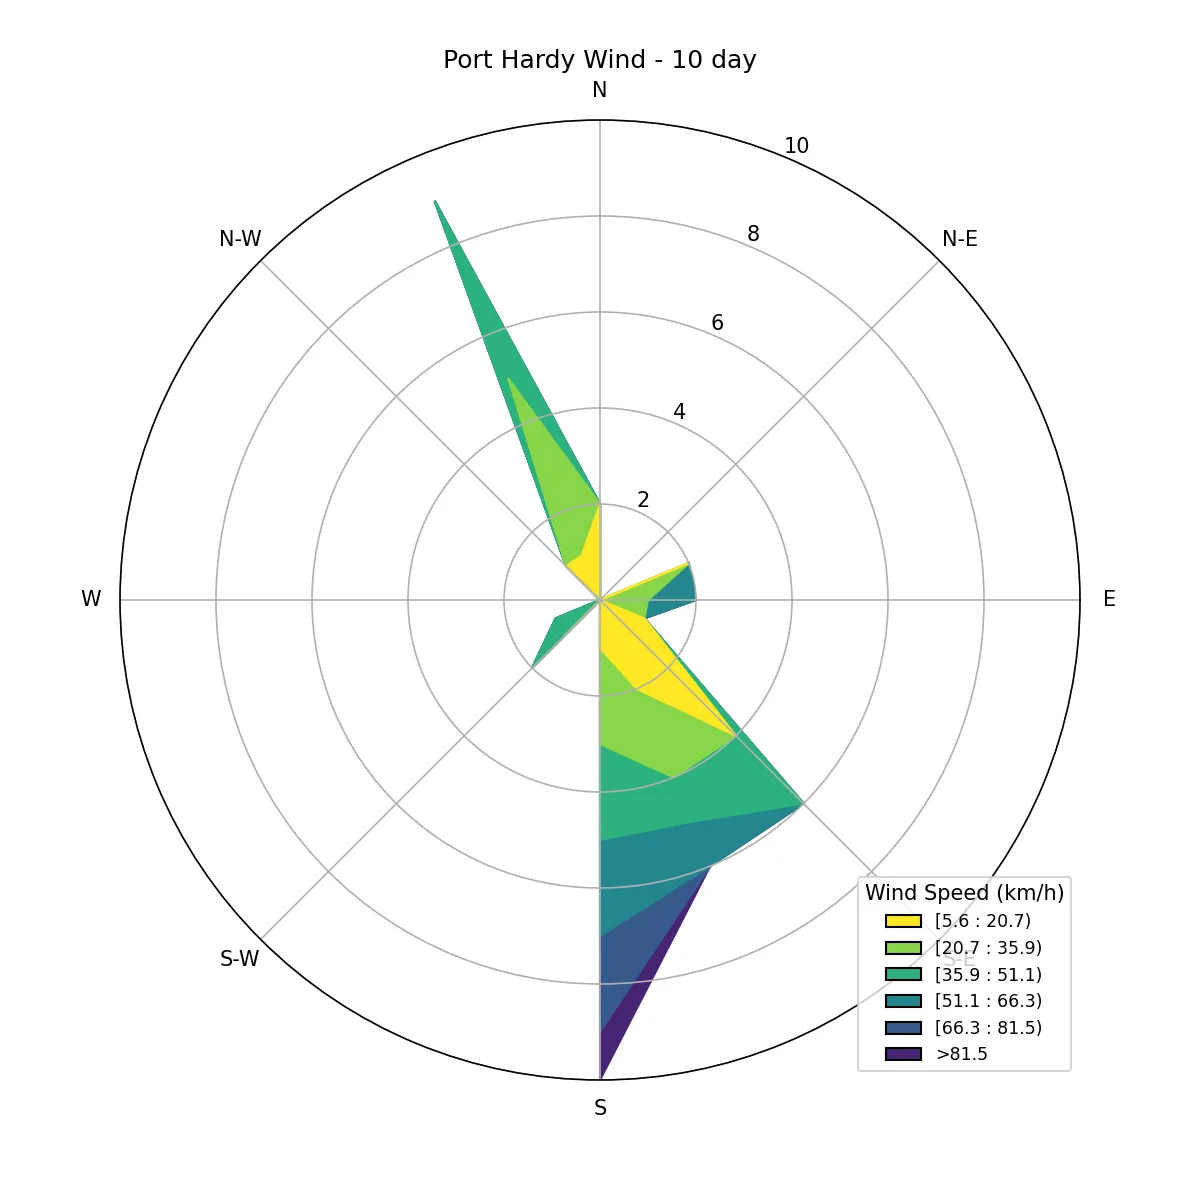 Port Hardy Wind - 10 day
N
10
N-W
N-E
8
6
4
2
W
E
Wind Speed (km/h)
[5.6 : 20.7)
[20.7 : 35.9)
S-W
S-E
[35.9 : 51.1)
[51.1 : 66.3)
[66.3 : 81.5)
>81.5
S